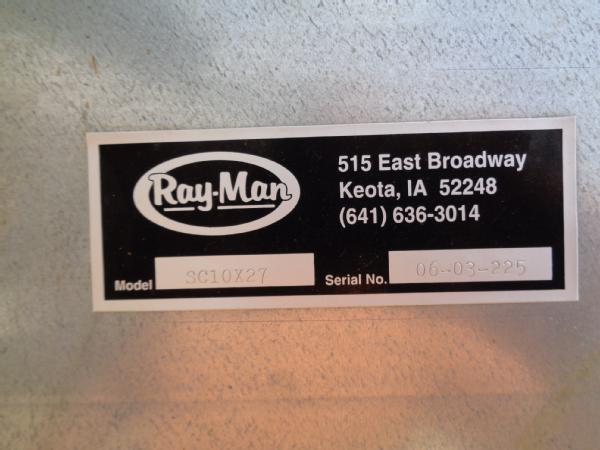 Ray-Man
515 East Broadway
Keota, IA 52248
(641) 636-3014
Model SC10X27
Serial No. 06-03-225